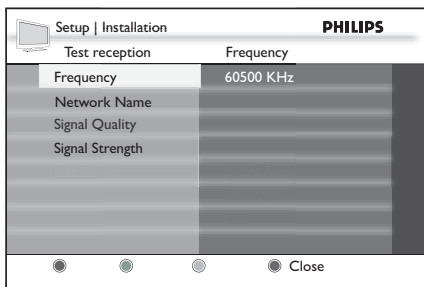 Setup | Installation PHILIPS
Test reception Frequency
Frequency 60500 KHz
Network Name
Signal Quality
Signal Strength
Close